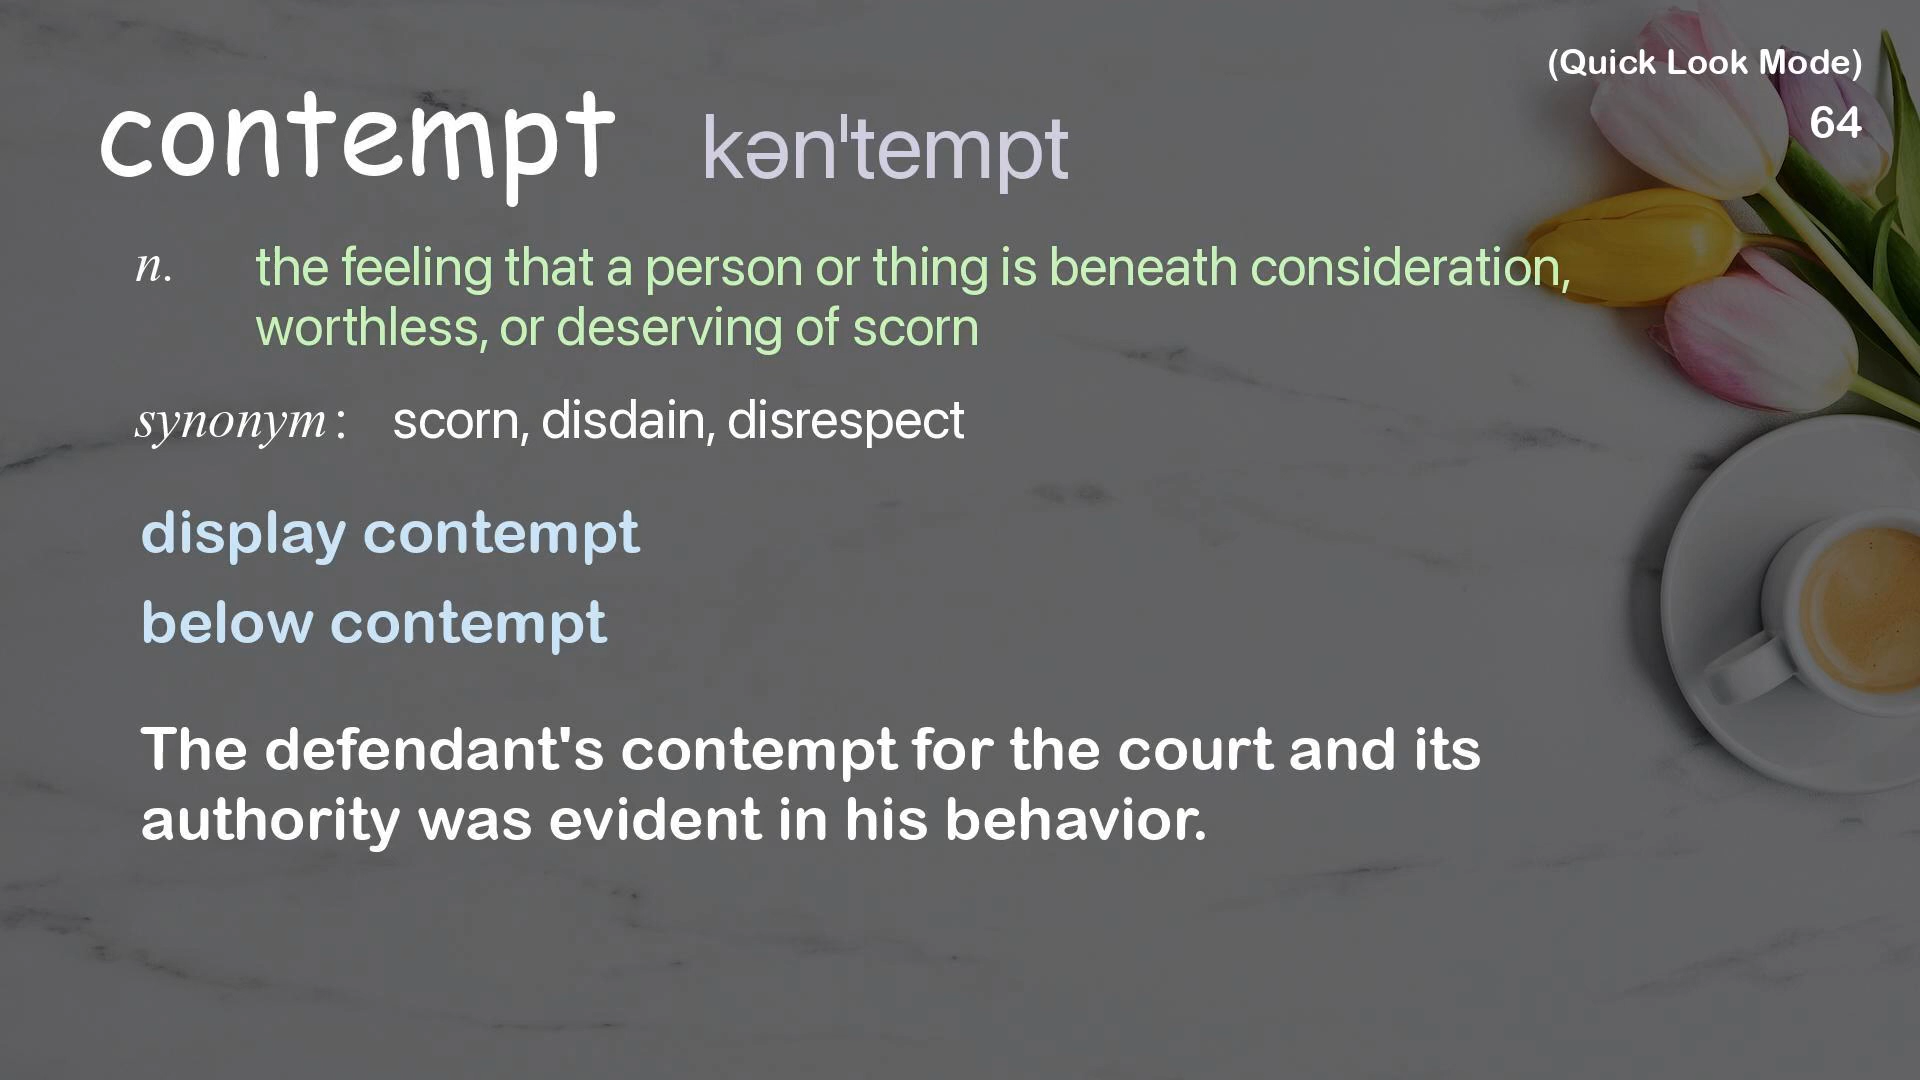 (Quick Look Mode)
64
contempt kən'tempt
n. the feeling that a person or thing is beneath consideration,
worthless, or deserving of scorn
synonym: scorn, disdain, disrespect
display contempt
below contempt
The defendant's contempt for the court and its
authority was evident in his behavior.